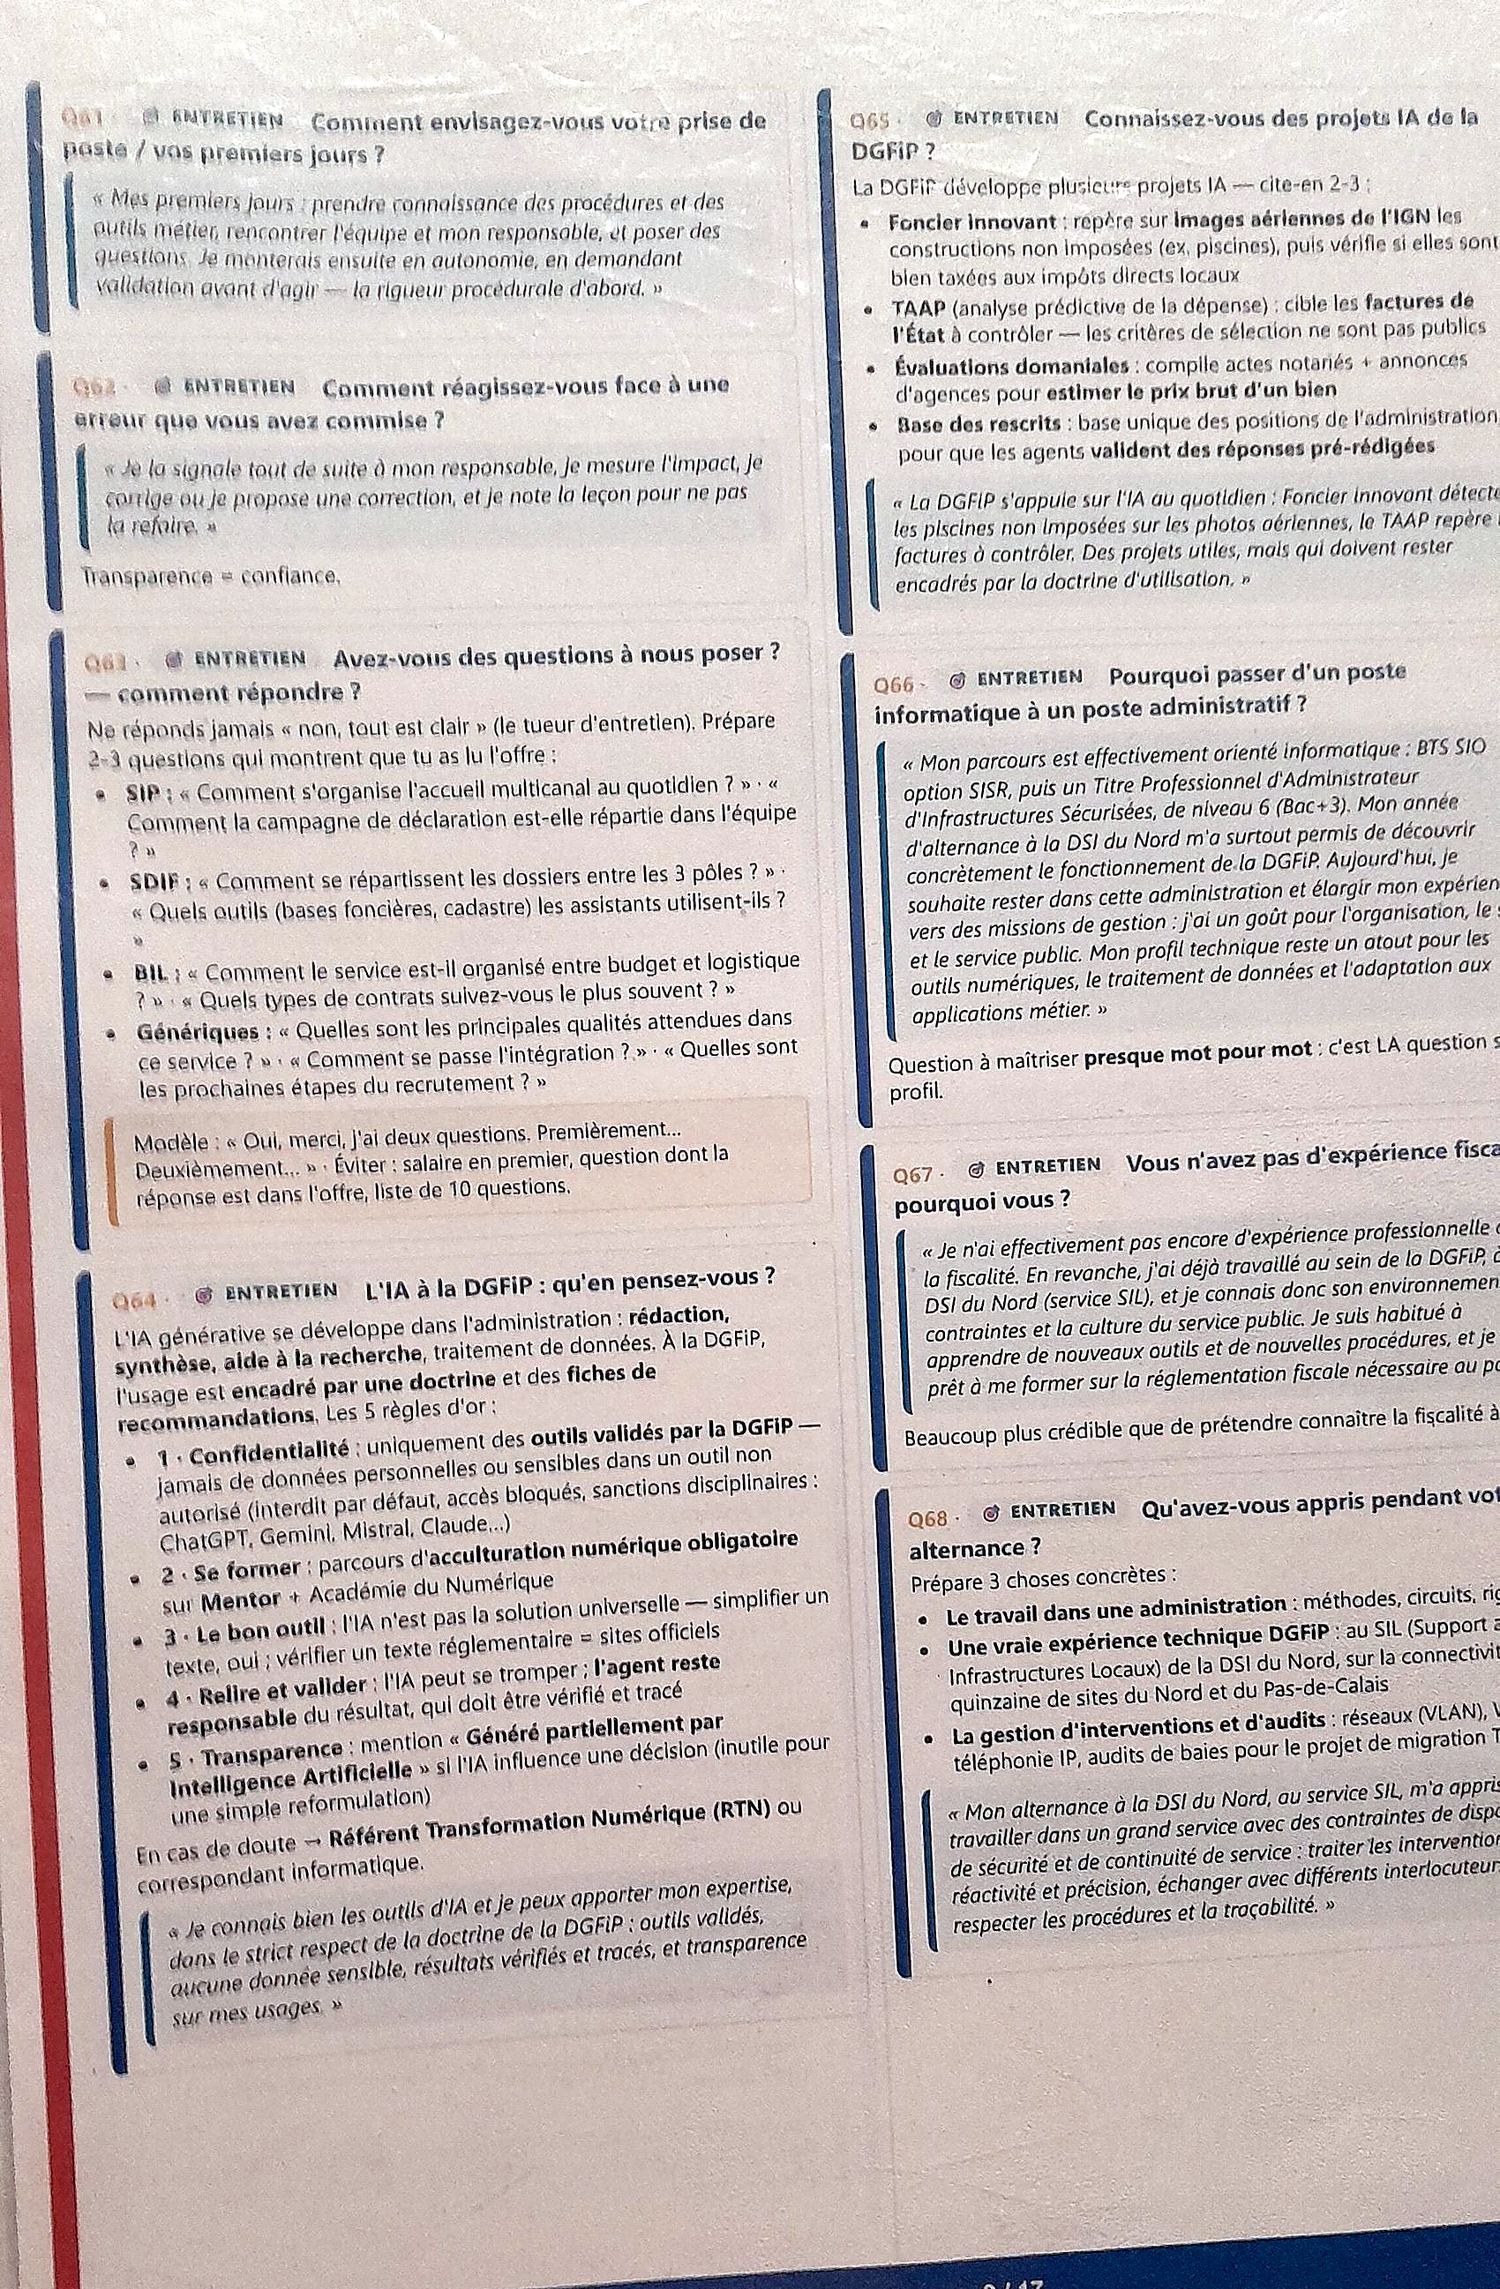 Q61 · ENTRETIEN Comment envisagez-vous votre prise de
poste / vos premiers jours ?
« Mes premiers jours : prendre connaissance des procédures et des
outils métier, rencontrer l'équipe et mon responsable, et poser des
questions. Je monterais ensuite en autonomie, en demandant
validation avant d'agir — la rigueur procédurale d'abord. »
Q62 · ENTRETIEN Comment réagissez-vous face à une
erreur que vous avez commise ?
« Je la signale tout de suite à mon responsable, je mesure l'impact, je
corrige ou je propose une correction, et je note la leçon pour ne pas
la refaire. »
Transparence = confiance.
Q63 · ENTRETIEN Avez-vous des questions à nous poser ?
— comment répondre ?
Ne réponds jamais « non, tout est clair » (le tueur d'entretien). Prépare
2-3 questions qui montrent que tu as lu l'offre :
• SIP : « Comment s'organise l'accueil multicanal au quotidien ? » · «
Comment la campagne de déclaration est-elle répartie dans l'équipe
? »
• SDIF : « Comment se répartissent les dossiers entre les 3 pôles ? » ·
« Quels outils (bases foncières, cadastre) les assistants utilisent-ils ?
»
• BIL : « Comment le service est-il organisé entre budget et logistique
? » · « Quels types de contrats suivez-vous le plus souvent ? »
• Génériques : « Quelles sont les principales qualités attendues dans
ce service ? » · « Comment se passe l'intégration ? » · « Quelles sont
les prochaines étapes du recrutement ? »
Modèle : « Oui, merci, j'ai deux questions. Premièrement...
Deuxièmement... » · Éviter : salaire en premier, question dont la
réponse est dans l'offre, liste de 10 questions.
Q64 · ENTRETIEN L'IA à la DGFiP : qu'en pensez-vous ?
L'IA générative se développe dans l'administration : rédaction,
synthèse, aide à la recherche, traitement de données. À la DGFiP,
l'usage est encadré par une doctrine et des fiches de
recommandations. Les 5 règles d'or :
• 1 · Confidentialité : uniquement des outils validés par la DGFiP —
jamais de données personnelles ou sensibles dans un outil non
autorisé (interdit par défaut, accès bloqués, sanctions disciplinaires :
ChatGPT, Gemini, Mistral, Claude...)
• 2 · Se former : parcours d'acculturation numérique obligatoire
sur Mentor + Académie du Numérique
• 3 · Le bon outil : l'IA n'est pas la solution universelle — simplifier un
texte, oui ; vérifier un texte réglementaire = sites officiels
• 4 · Relire et valider : l'IA peut se tromper ; l'agent reste
responsable du résultat, qui doit être vérifié et tracé
• 5 · Transparence : mention « Généré partiellement par
Intelligence Artificielle » si l'IA influence une décision (inutile pour
une simple reformulation)
En cas de doute → Référent Transformation Numérique (RTN) ou
correspondant informatique.
« Je connais bien les outils d'IA et je peux apporter mon expertise,
dans le strict respect de la doctrine de la DGFiP : outils validés,
aucune donnée sensible, résultats vérifiés et tracés, et transparence
sur mes usages. »
Q65 · ENTRETIEN Connaissez-vous des projets IA de la
DGFiP ?
La DGFiP développe plusieurs projets IA — cite-en 2-3 :
• Foncier innovant : repère sur images aériennes de l'IGN les
constructions non imposées (ex. piscines), puis vérifie si elles sont
bien taxées aux impôts directs locaux
• TAAP (analyse prédictive de la dépense) : cible les factures de
l'État à contrôler — les critères de sélection ne sont pas publics
• Évaluations domaniales : compile actes notariés + annonces
d'agences pour estimer le prix brut d'un bien
• Base des rescrits : base unique des positions de l'administration,
pour que les agents valident des réponses pré-rédigées
« La DGFiP s'appuie sur l'IA au quotidien : Foncier innovant détecte
les piscines non imposées sur les photos aériennes, le TAAP repère
factures à contrôler. Des projets utiles, mais qui doivent rester
encadrés par la doctrine d'utilisation. »
Q66 · ENTRETIEN Pourquoi passer d'un poste
informatique à un poste administratif ?
« Mon parcours est effectivement orienté informatique : BTS SIO
option SISR, puis un Titre Professionnel d'Administrateur
d'Infrastructures Sécurisées, de niveau 6 (Bac+3). Mon année
d'alternance à la DSI du Nord m'a surtout permis de découvrir
concrètement le fonctionnement de la DGFiP. Aujourd'hui, je
souhaite rester dans cette administration et élargir mon
vers des missions de gestion : j'ai un goût pour l'organisation, le
et le service public. Mon profil technique reste un atout pour les
outils numériques, le traitement de données et l'adaptation aux
applications métier. »
Question à maîtriser presque mot pour mot : c'est LA question
profil.
Q67 · ENTRETIEN Vous n'avez pas d'expérience
pourquoi vous ?
« Je n'ai effectivement pas encore d'expérience professionnelle
la fiscalité. En revanche, j'ai déjà travaillé au sein de la DGFiP,
DSI du Nord (service SIL), et je connais donc son
contraintes et la culture du service public. Je suis habitué à
apprendre de nouveaux outils et de nouvelles procédures, et je
prêt à me former sur la réglementation fiscale nécessaire au
Beaucoup plus crédible que de prétendre connaître la fiscalité à
Q68 · ENTRETIEN Qu'avez-vous appris pendant
alternance ?
Prépare 3 choses concrètes :
• Le travail dans une administration : méthodes, circuits,
• Une vraie expérience technique DGFiP : au SIL (Support
Infrastructures Locaux) de la DSI du Nord, sur la
quinzaine de sites du Nord et du Pas-de-Calais
• La gestion d'interventions et d'audits : réseaux (VLAN),
téléphonie IP, audits de baies pour le projet de migration
« Mon alternance à la DSI du Nord, au service SIL, m'a appris
travailler dans un grand service avec des contraintes de
de sécurité et de continuité de service : traiter les
réactivité et précision, échanger avec différents
respecter les procédures et la traçabilité. »